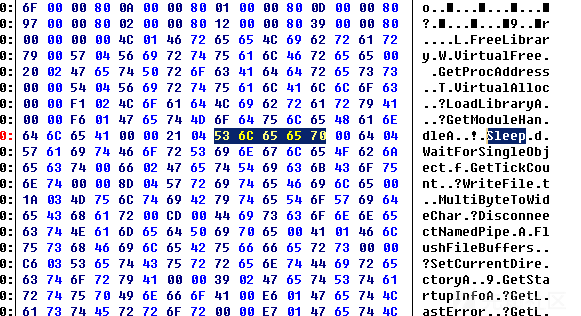 0: 6F 00 00 80 0A 00 00 80 01 00 00 80 0D 00 00 80 o..■...■...■...■
0: 97 00 00 80 02 00 00 80 12 00 00 80 39 00 00 80 ?.■...■...■9..■r
0: 00 00 00 00 4C 01 46 72 65 65 4C 69 62 72 61 72 ....L.FreeLibrar
0: 79 00 57 04 56 69 72 74 75 61 6C 46 72 65 65 00 y.W.VirtualFree.
0: 20 02 47 65 74 50 72 6F 63 41 64 64 72 65 73 73 .GetProcAddress
0: 00 00 54 04 56 69 72 74 75 61 6C 41 6C 6C 6F 63 ..T.VirtualAlloc
0: 00 00 F1 02 4C 6F 61 64 4C 69 62 72 61 72 79 41 ..?LoadLibraryA.
0: 00 00 F6 01 47 65 74 4D 6F 64 75 6C 65 48 61 6E .?GetModuleHan
0: 64 6C 65 41 00 00 21 04 53 6C 65 65 70 00 64 04 dleA..!.Sleep.d.
0: 57 61 69 74 46 6F 72 53 69 6E 67 6C 65 4F 62 6A WaitForSingleObj
0: 65 63 74 00 66 02 47 65 74 54 69 63 6B 43 6F 75 ect.f.GetTickCou
0: 6E 74 00 00 8D 04 57 72 69 74 65 46 69 6C 65 00 nt..?WriteFile.t
0: 1A 03 4D 75 6C 74 69 42 79 74 65 54 6F 57 69 64 ..MultiByteToWid
0: 65 43 68 61 72 00 CD 00 44 69 73 63 6F 6E 6E 65 eChar.?Disconnec
0: 63 74 4E 61 6D 65 64 50 69 70 65 00 41 01 46 6C ctNamedPipe.A.Fl
0: 75 73 68 46 69 6C 65 42 75 66 66 65 72 73 00 00 ushFileBuffers..
0: C6 03 53 65 74 43 75 72 72 65 6E 74 44 69 72 65 ?SetCurrentDirec
0: 63 74 6F 72 79 41 00 00 39 02 47 65 74 53 74 61 ctoryA..9.GetSta
0: 72 74 75 70 49 6E 66 6F 41 00 E6 01 47 65 74 4C rtupInfoA.?GetL.
0: 61 73 74 45 72 72 6F 72 00 00 E7 01 47 65 74 4C astError..?GetL.